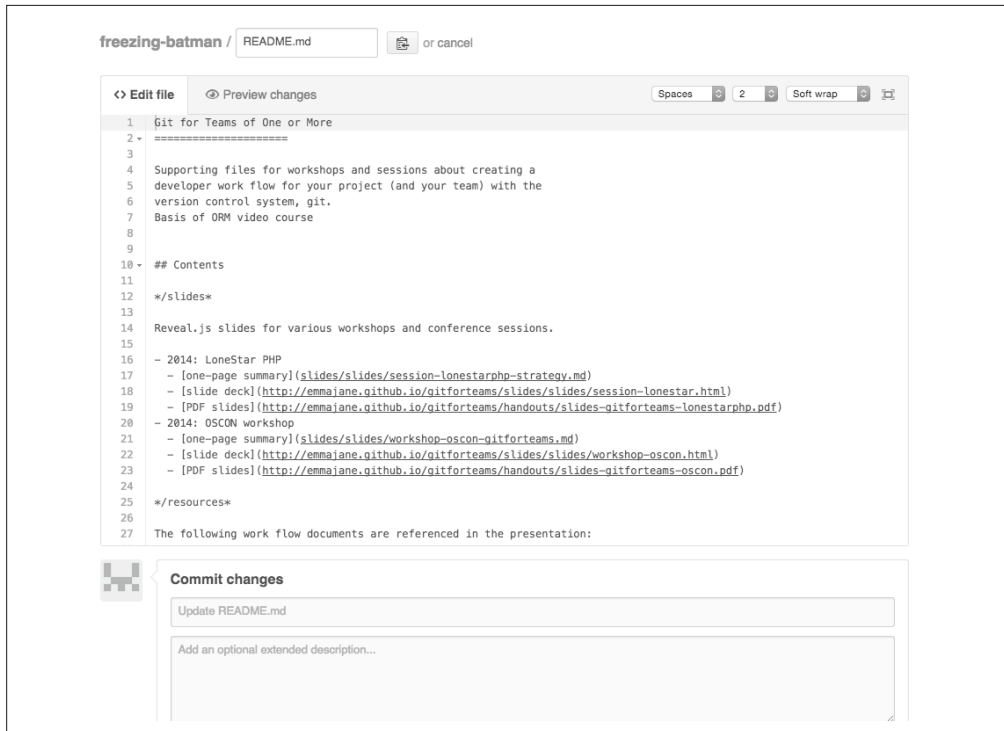 freezing-batman / README.md or cancel
<> Edit file Preview changes Spaces 2 Soft wrap
1 Git for Teams of One or More
2 =====================
3
4 Supporting files for workshops and sessions about creating a
5 developer work flow for your project (and your team) with the
6 version control system, git.
7 Basis of ORM video course
8
9
10 ## Contents
11
12 */slides*
13
14 Reveal.js slides for various workshops and conference sessions.
15
16 - 2014: LoneStar PHP
17   - [one-page summary](slides/slides/session-lonestarphp-strategy.md)
18   - [slide deck](http://emmajane.github.io/gitforteams/slides/slides/session-lonestar.html)
19   - [PDF slides](http://emmajane.github.io/gitforteams/handouts/slides-gitforteams-lonestarphp.pdf)
20 - 2014: OSCON workshop
21   - [one-page summary](slides/slides/workshop-oscon-gitforteams.md)
22   - [slide deck](http://emmajane.github.io/gitforteams/slides/slides/workshop-oscon.html)
23   - [PDF slides](http://emmajane.github.io/gitforteams/handouts/slides-gitforteams-oscon.pdf)
24
25 */resources*
26
27 The following work flow documents are referenced in the presentation:
Commit changes
Update README.md
Add an optional extended description...